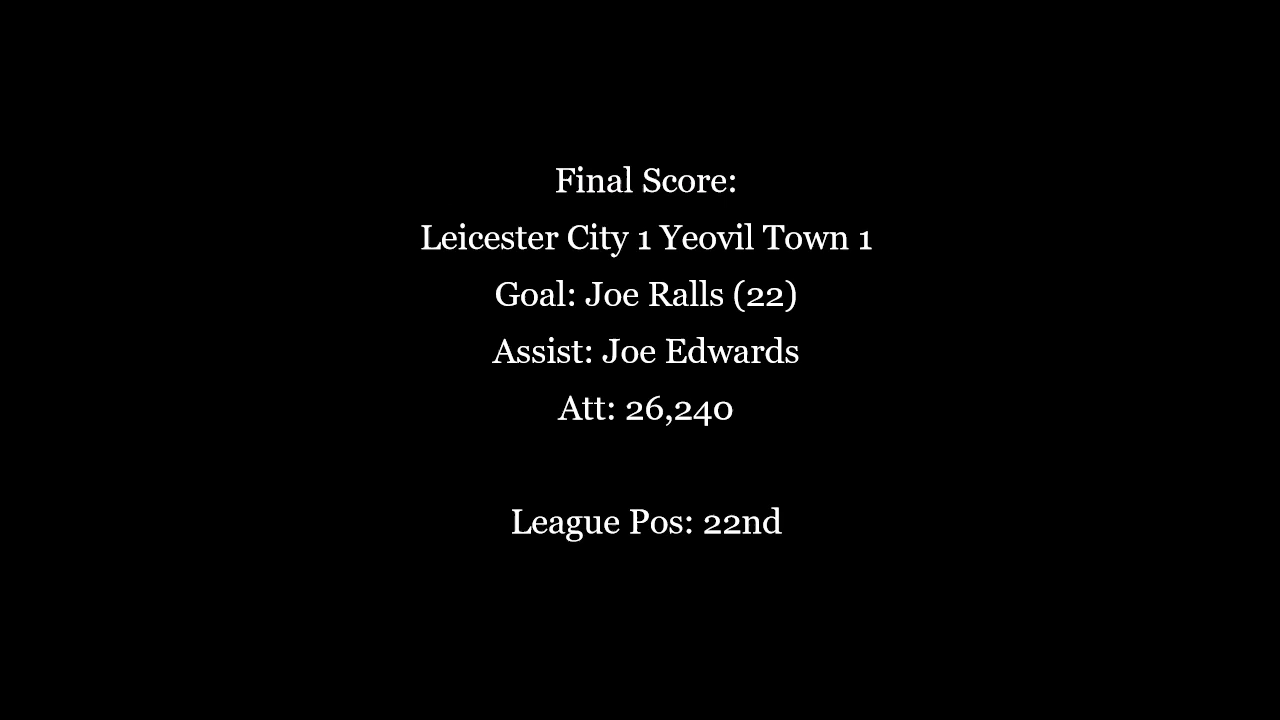 Final Score:
Leicester City 1 Yeovil Town 1
Goal: Joe Ralls (22)
Assist: Joe Edwards
Att: 26,240
League Pos: 22nd